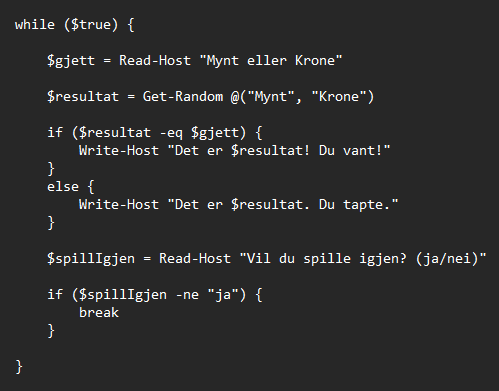 while ($true) {
$gjett = Read-Host "Mynt eller Krone"
$resultat = Get-Random @("Mynt", "Krone")
if ($resultat -eq $gjett) {
Write-Host "Det er $resultat! Du vant!"
}
else {
Write-Host "Det er $resultat. Du tapte."
}
$spillIgjen = Read-Host "Vil du spille igjen? (ja/nei)"
if ($spillIgjen -ne "ja") {
break
}
}